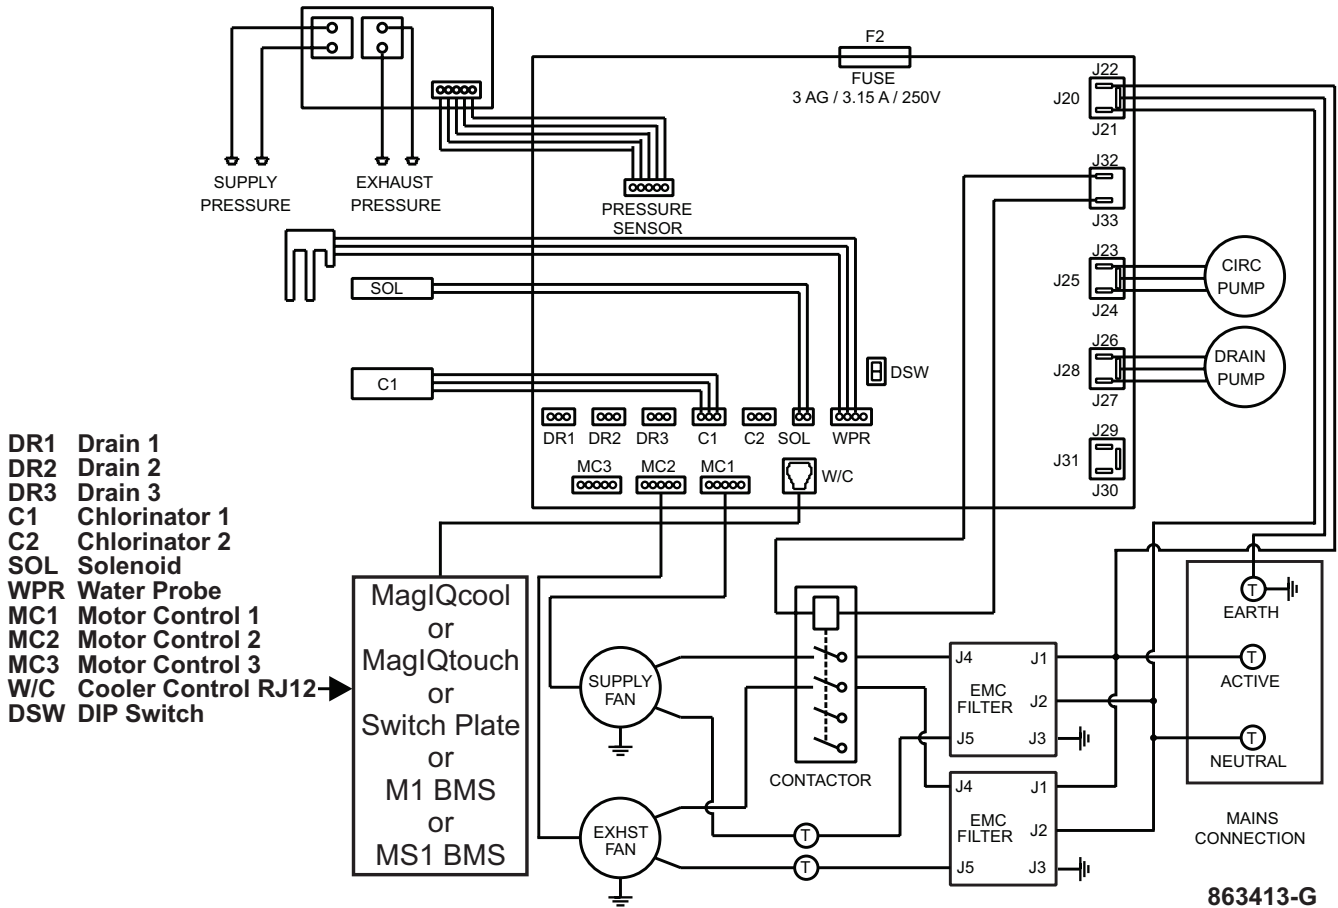 F2
FUSE
3 AG / 3.15 A / 250V
J22
J20
J21
J32
J33
SUPPLY
PRESSURE
EXHAUST
PRESSURE
PRESSURE
SENSOR
J23
J25
J24
CIRC
PUMP
SOL
J26
J28
J27
DRAIN
PUMP
DSW
C1
DR1
DR2
DR3
C1
C2
SOL
WPR
J29
J31
J30
MC3
MC2
MC1
W/C
DR1 Drain 1
DR2 Drain 2
DR3 Drain 3
C1 Chlorinator 1
C2 Chlorinator 2
SOL Solenoid
WPR Water Probe
MC1 Motor Control 1
MC2 Motor Control 2
MC3 Motor Control 3
W/C Cooler Control RJ12
DSW DIP Switch
MagIQcool
or
MagIQtouch
or
Switch Plate
or
M1 BMS
or
MS1 BMS
SUPPLY
FAN
EXHST
FAN
CONTACTOR
T
T
J4
J1
EMC
FILTER
J2
J5
J3
J4
J1
EMC
FILTER
J2
J5
J3
T
EARTH
T
ACTIVE
T
NEUTRAL
MAINS
CONNECTION
863413-G